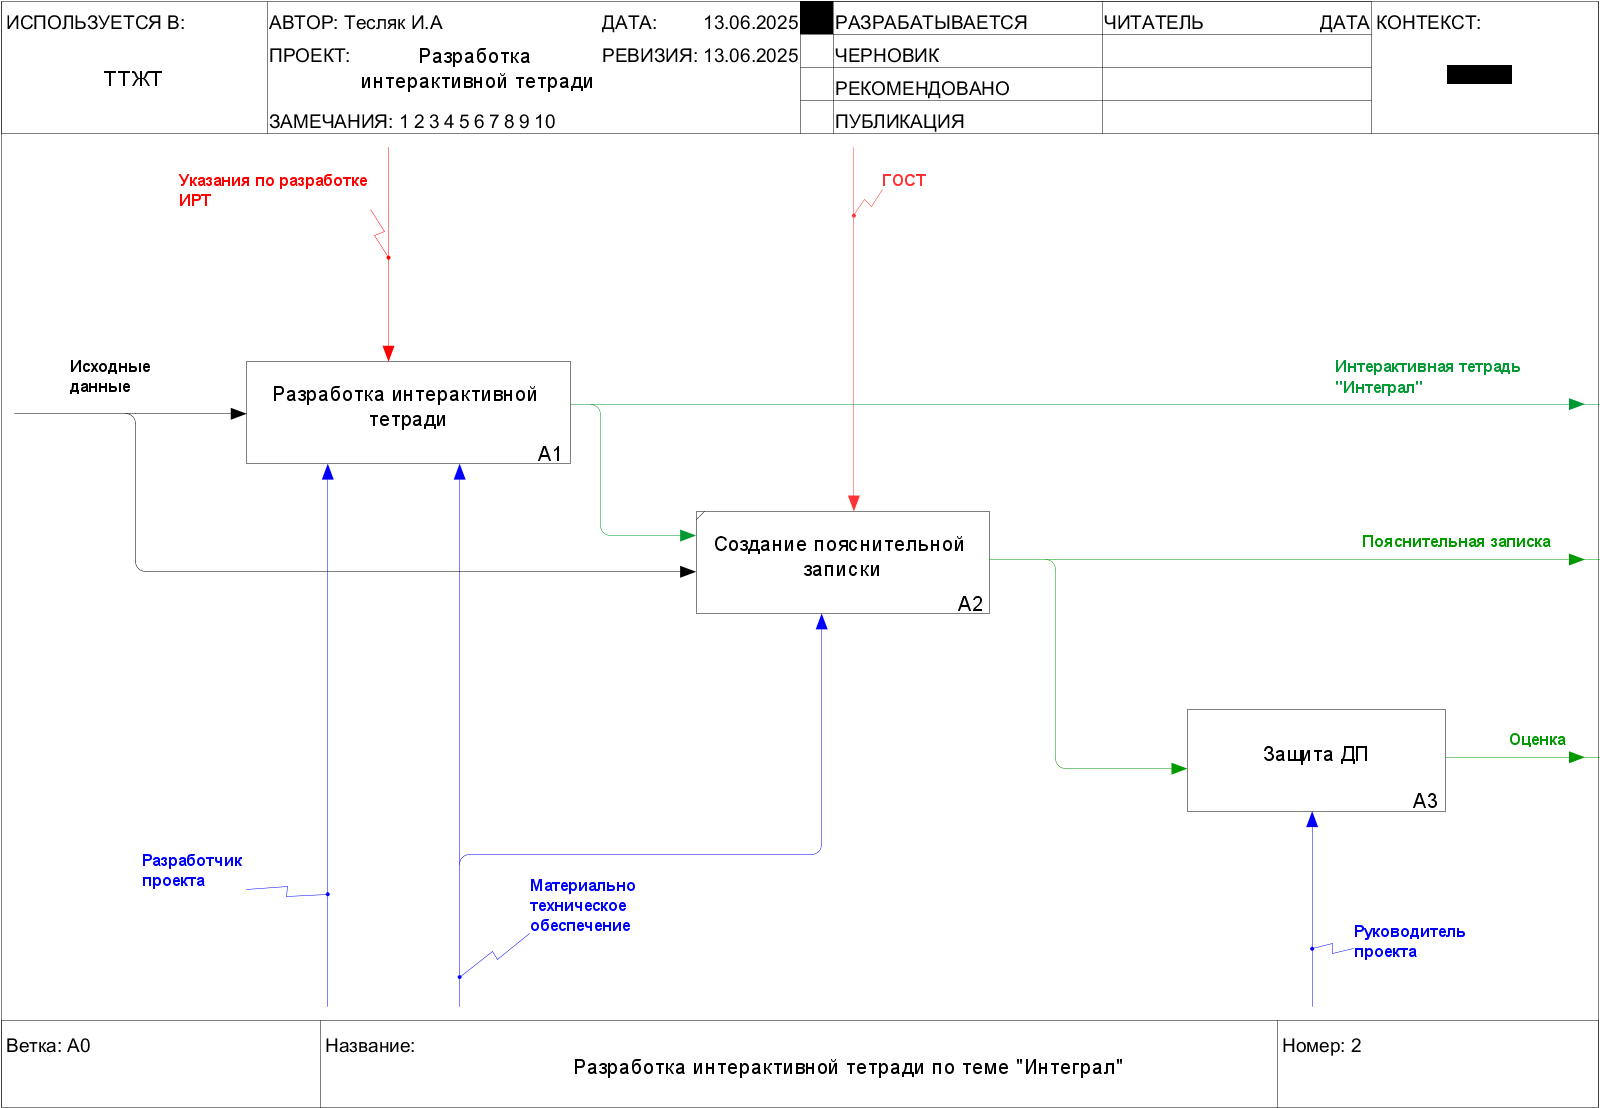 ИСПОЛЬЗУЕТСЯ В:
ТТЖТ
АВТОР: Тесляк И.А
ДАТА: 13.06.2025
ПРОЕКТ: Разработка
интерактивной тетради
РЕВИЗИЯ: 13.06.2025
ЗАМЕЧАНИЯ: 1 2 3 4 5 6 7 8 9 10
РАЗРАБАТЫВАЕТСЯ
ЧЕРНОВИК
РЕКОМЕНДОВАНО
ПУБЛИКАЦИЯ
ЧИТАТЕЛЬ ДАТА
КОНТЕКСТ:
Указания по разработке
ИРТ
ГОСТ
Исходные
данные
Разработка интерактивной
тетради
A1
Интерактивная тетрадь
"Интеграл"
Создание пояснительной
записки
A2
Пояснительная записка
Защита ДП
A3
Оценка
Разработчик
проекта
Материально
техническое
обеспечение
Руководитель
проекта
Ветка: A0
Название:
Разработка интерактивной тетради по теме "Интеграл"
Номер: 2